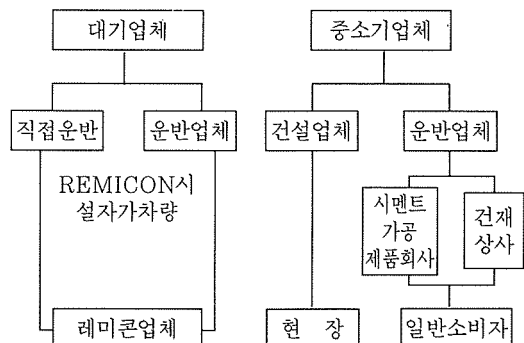 대기업체
중소기업체
직접운반
운반업체
건설업체
운반업체
REMICON시
설자가차량
시멘트
가공
제품회사
건재
상사
레미콘업체
현 장
일반소비자